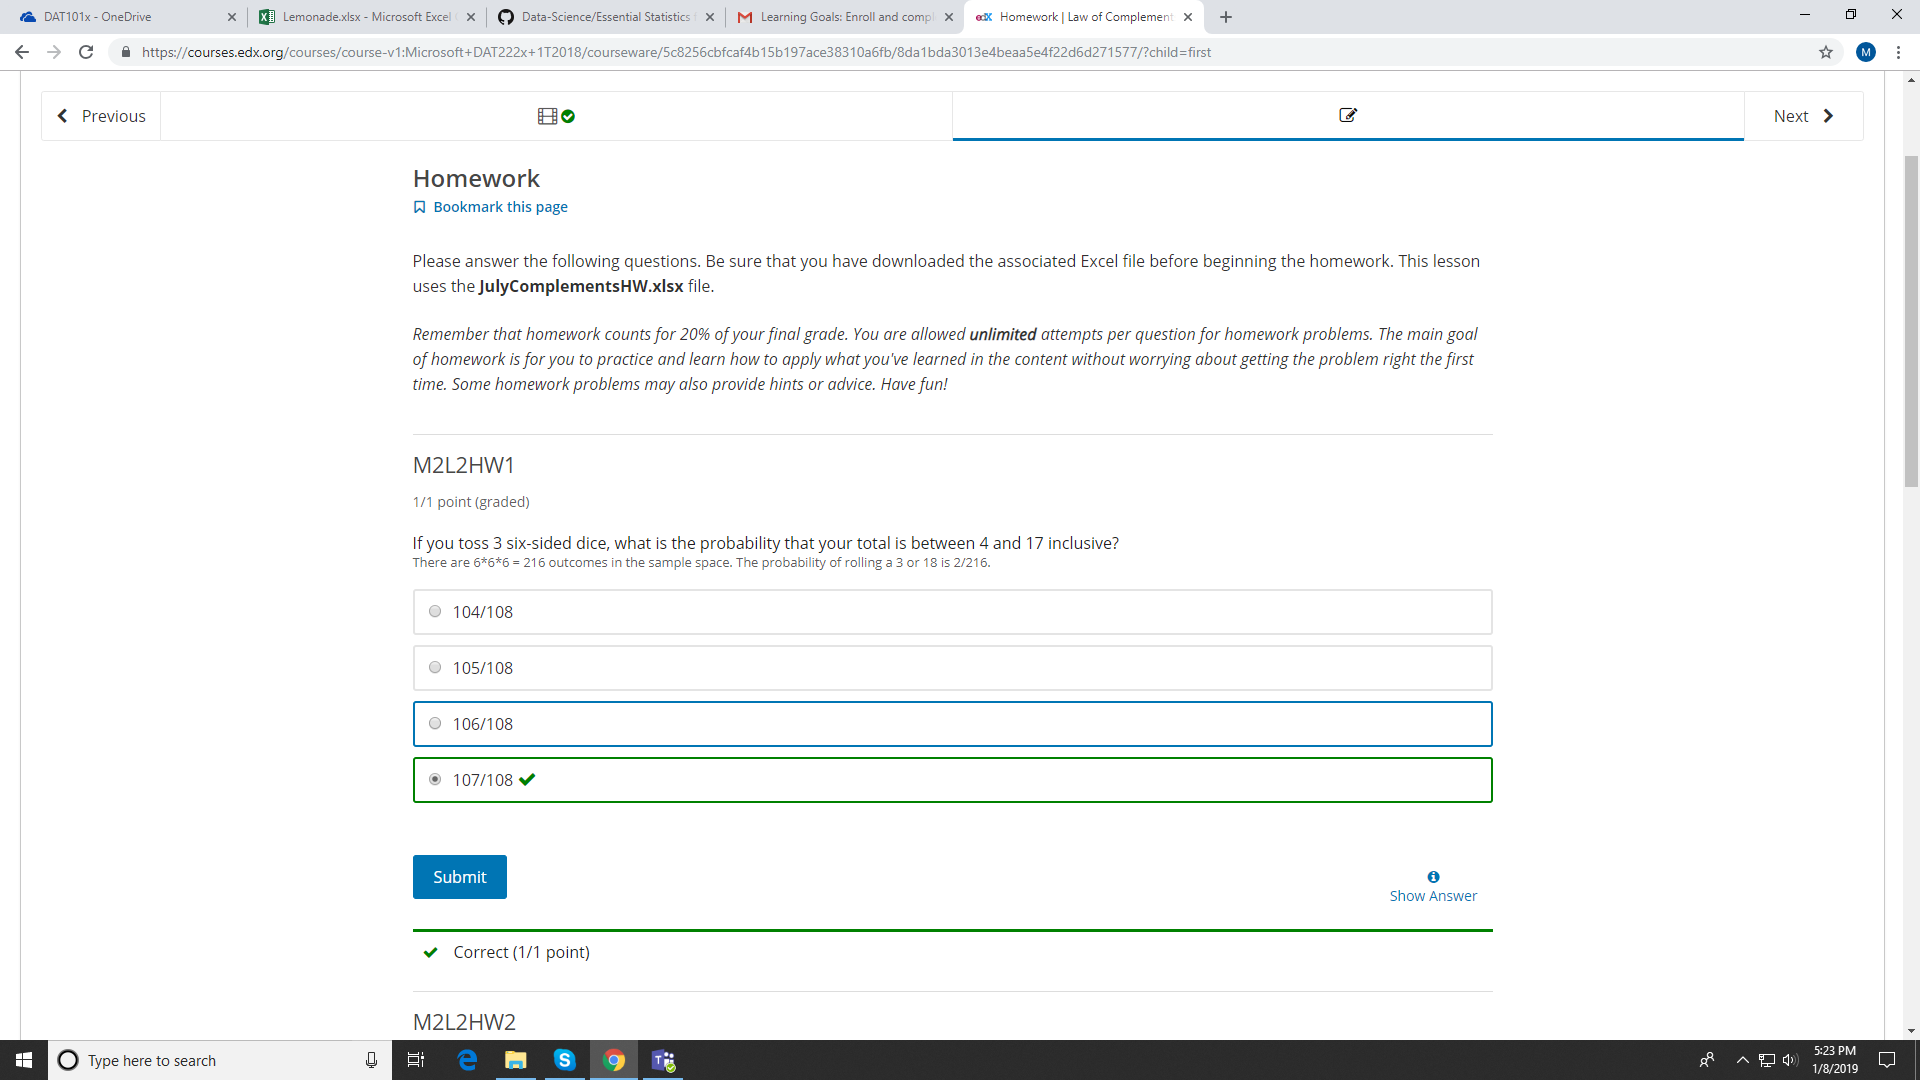 DAT101x - OneDrive
Lemonade.xlsx - Microsoft Excel
Data-Science/Essential Statistics
Learning Goals: Enroll and compl
edX Homework | Law of Complement
https://courses.edx.org/courses/course-v1:Microsoft+DAT222x+1T2018/courseware/5c8256cbfcaf4b15b197ace38310a6fb/8da1bda3013e4beaa5e4f22d6d271577/?child=first
M
Previous
Next
Homework
Bookmark this page
Please answer the following questions. Be sure that you have downloaded the associated Excel file before beginning the homework. This lesson
uses the JulyComplementsHW.xlsx file.
Remember that homework counts for 20% of your final grade. You are allowed unlimited attempts per question for homework problems. The main goal
of homework is for you to practice and learn how to apply what you've learned in the content without worrying about getting the problem right the first
time. Some homework problems may also provide hints or advice. Have fun!
M2L2HW1
1/1 point (graded)
If you toss 3 six-sided dice, what is the probability that your total is between 4 and 17 inclusive?
There are 6*6*6 = 216 outcomes in the sample space. The probability of rolling a 3 or 18 is 2/216.
104/108
105/108
106/108
107/108
Submit
Show Answer
Correct (1/1 point)
M2L2HW2
Type here to search
5:23 PM
1/8/2019